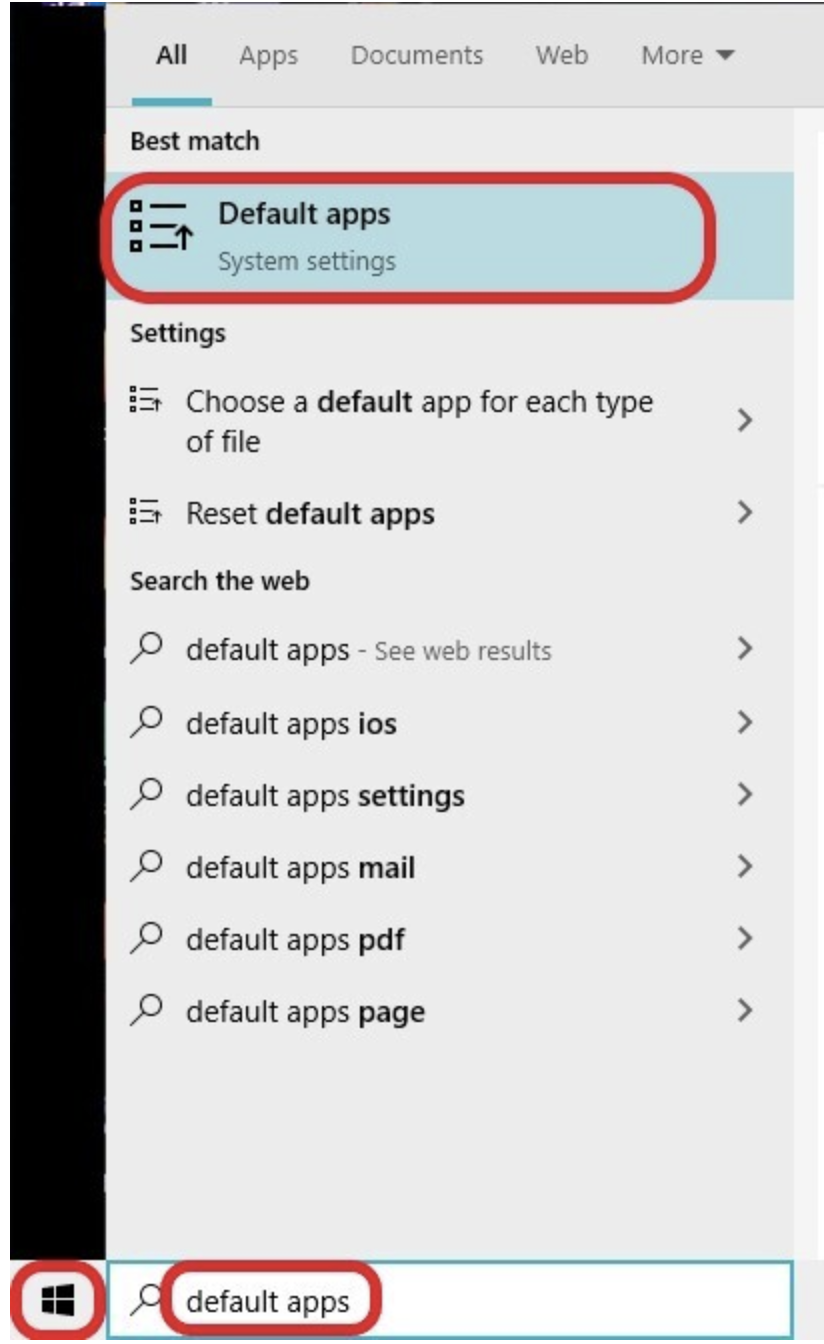 All Apps Documents Web More
Best match
Default apps
System settings
Settings
Choose a default app for each type
of file
Reset default apps
Search the web
default apps - See web results
default apps ios
default apps settings
default apps mail
default apps pdf
default apps page
default apps